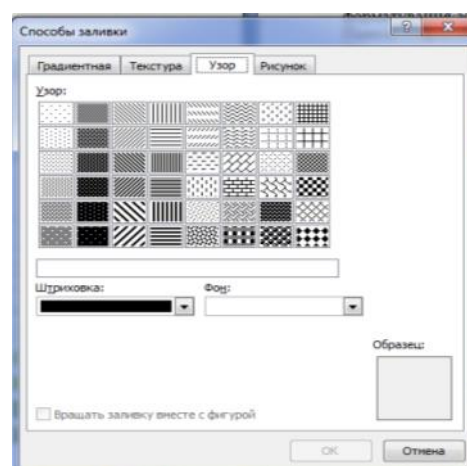 Способы заливки
Градиентная Текстура Узор Рисунок
Узор:
Штриховка: Фон:
Образец:
Вращать заливку вместе с фигурой
ОК Отмена